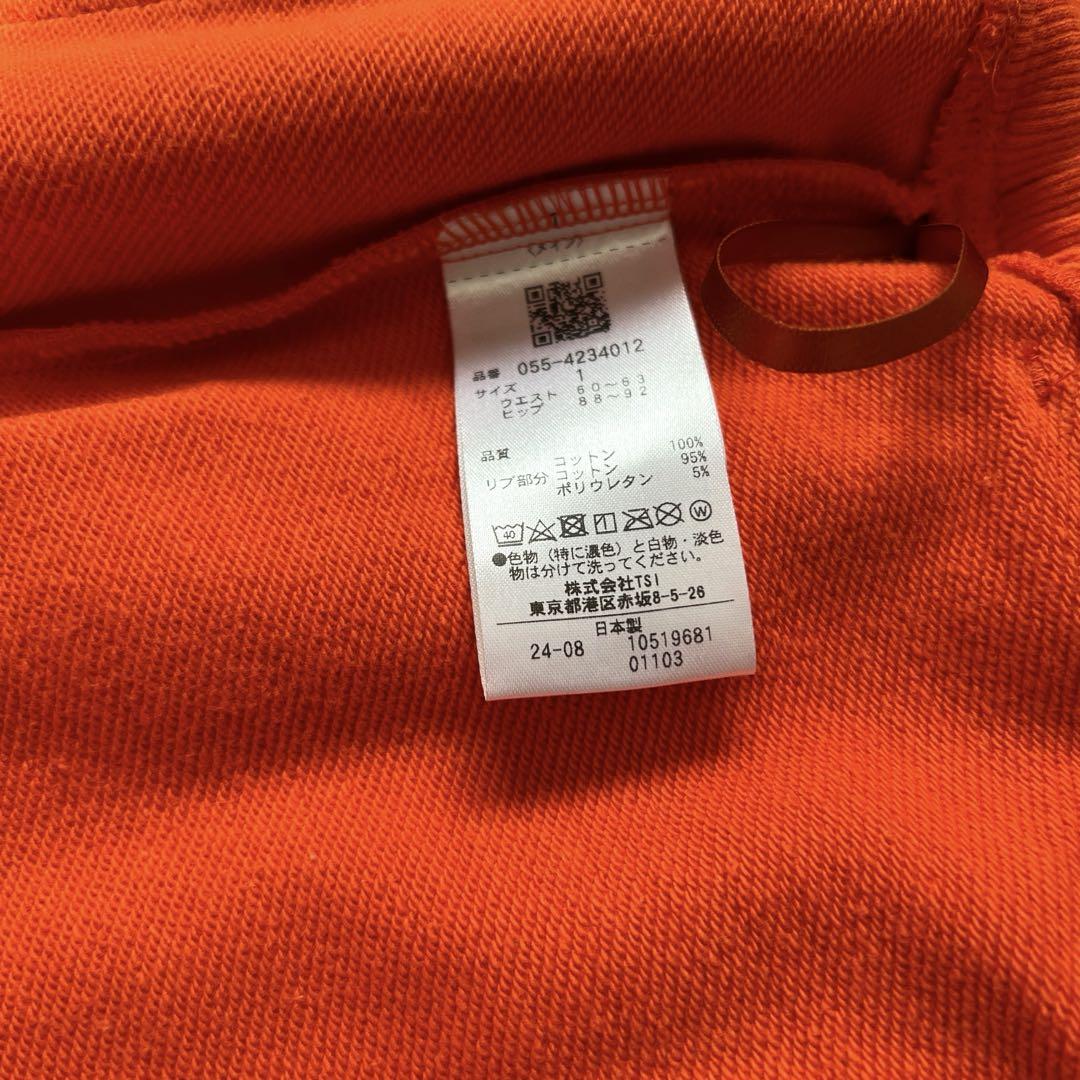 (メイン)
品番 055-4234012
サイズ 1
ウエスト 60～63
ヒップ 88～92
品質 コットン 100%
リブ部分 コットン 95%
ポリウレタン 5%
40 W
●色物(特に濃色)と白物・淡色
物は分けて洗ってください。
株式会社TSI
東京都港区赤坂8-5-26
日本製
24-08 10519681
01103